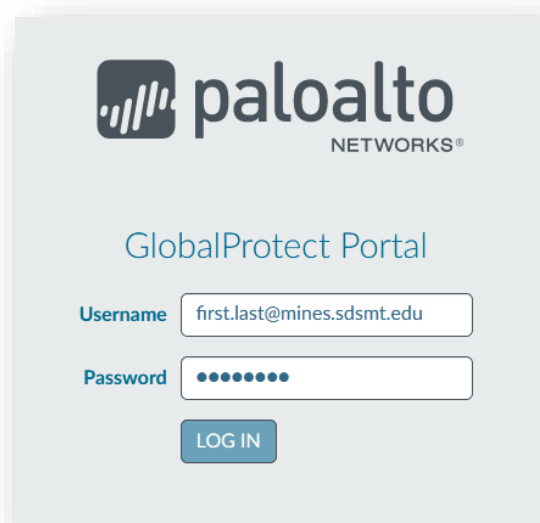 paloalto
NETWORKS®
GlobalProtect Portal
Username first.last@mines.sdsmt.edu
Password ••••••••
LOG IN